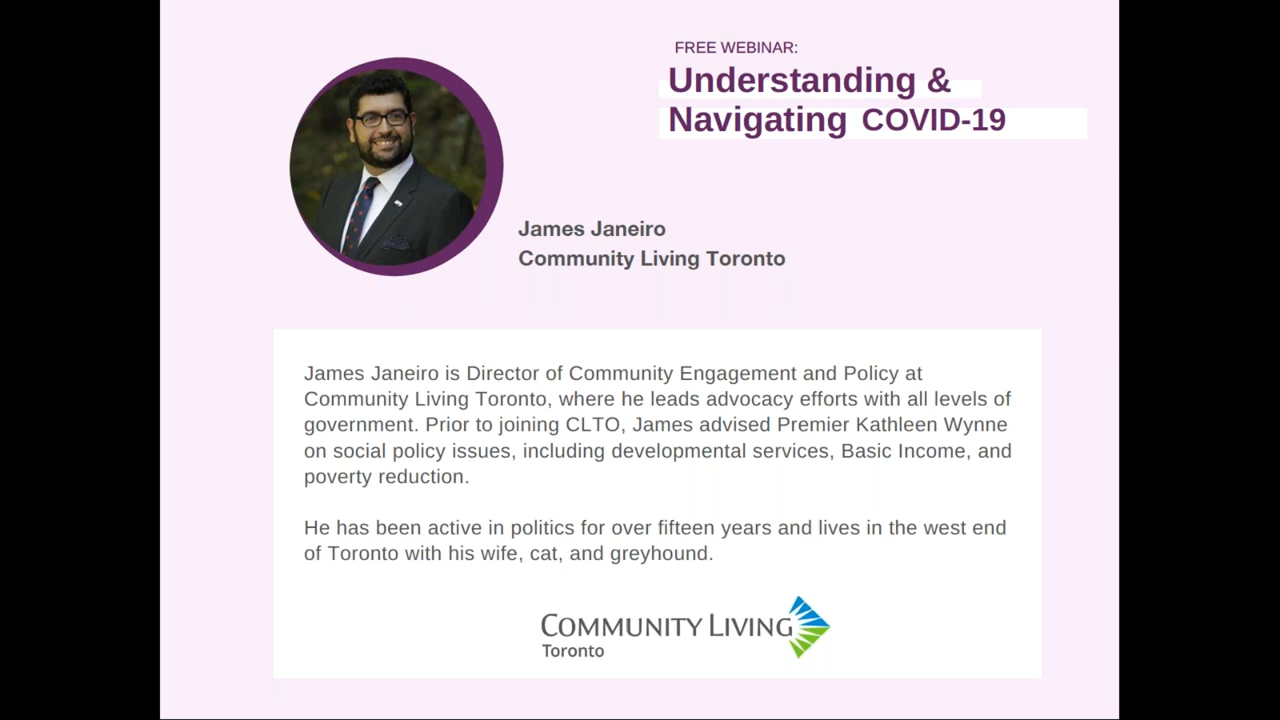 FREE WEBINAR:
Understanding &
Navigating COVID-19
James Janeiro
Community Living Toronto
James Janeiro is Director of Community Engagement and Policy at
Community Living Toronto, where he leads advocacy efforts with all levels of
government. Prior to joining CLTO, James advised Premier Kathleen Wynne
on social policy issues, including developmental services, Basic Income, and
poverty reduction.
He has been active in politics for over fifteen years and lives in the west end
of Toronto with his wife, cat, and greyhound.
COMMUNITY LIVING
Toronto